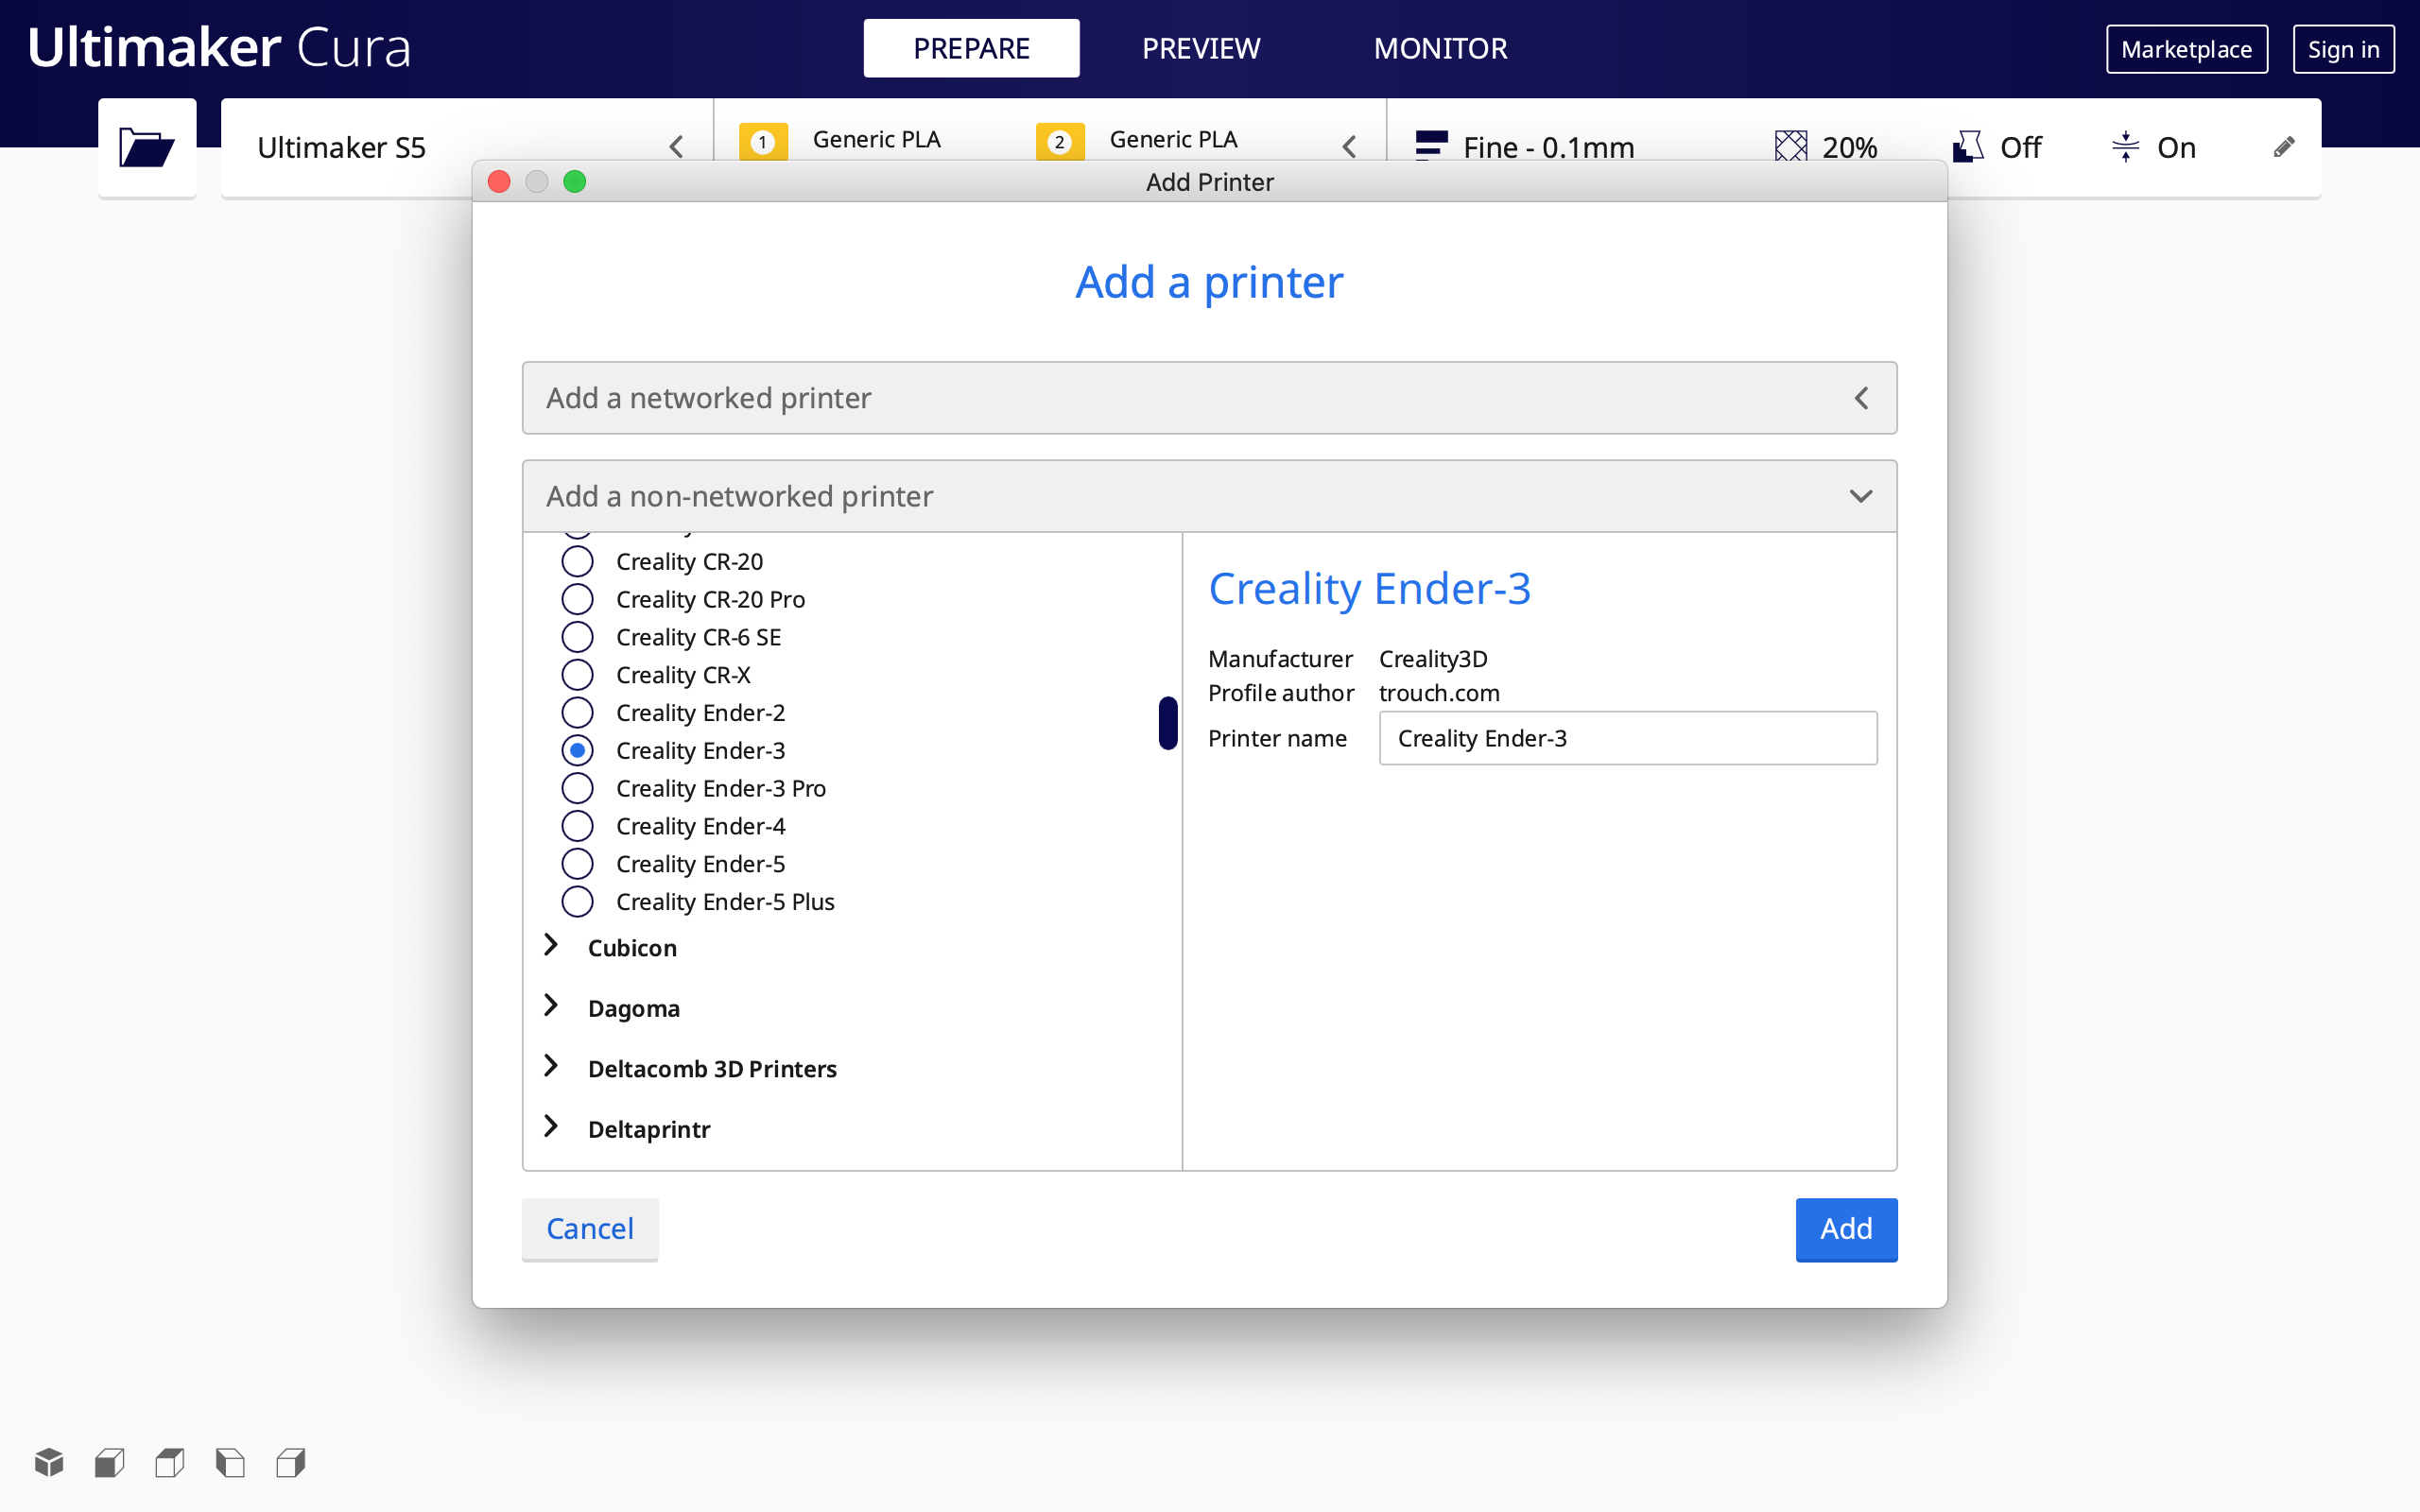 Ultimaker Cura
PREPARE PREVIEW MONITOR
Marketplace Sign in
Ultimaker S5
1 Generic PLA
2 Generic PLA
Fine - 0.1mm 20% Off On
Add Printer
Add a printer
Add a networked printer
Add a non-networked printer
Creality CR-20
Creality CR-20 Pro
Creality CR-6 SE
Creality CR-X
Creality Ender-2
Creality Ender-3
Creality Ender-3 Pro
Creality Ender-4
Creality Ender-5
Creality Ender-5 Plus
Cubicon
Dagoma
Deltacomb 3D Printers
Deltaprintr
Creality Ender-3
Manufacturer Creality3D
Profile author trouch.com
Printer name Creality Ender-3
Cancel Add